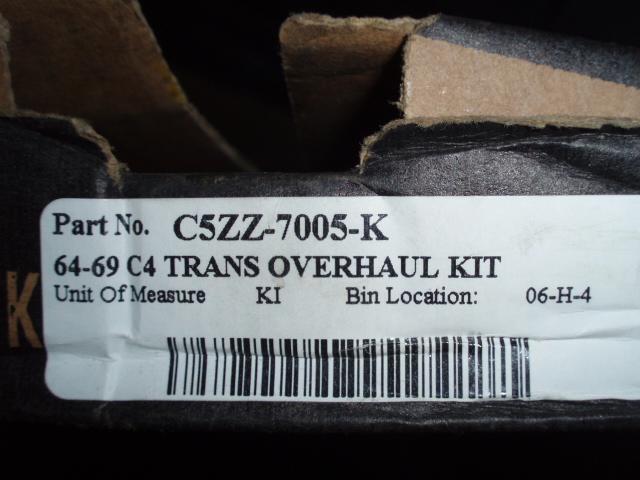 Part No. C5ZZ-7005-K
64-69 C4 TRANS OVERHAUL KIT
Unit Of Measure KI Bin Location: 06-H-4
K